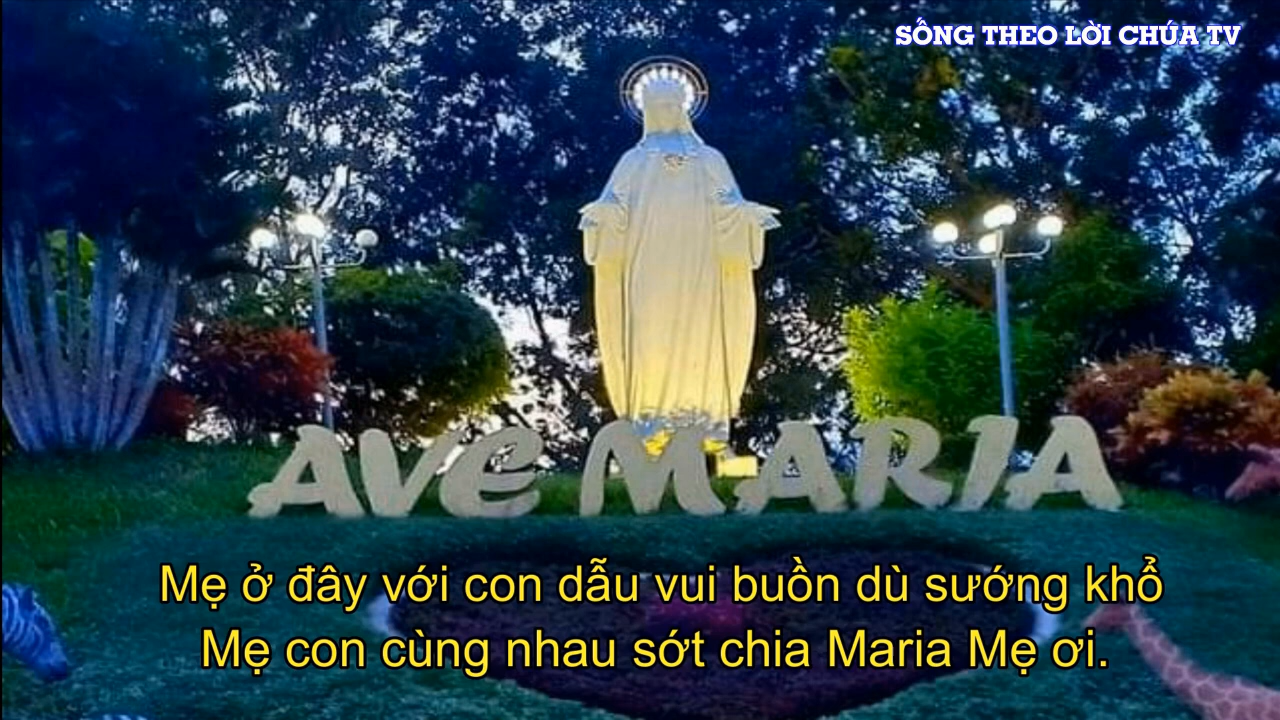 SỐNG THEO LỜI CHÚA TV
AVE MARIA
Mẹ ở đây với con dẫu vui buồn dù sướng khổ
Mẹ con cùng nhau sớt chia Maria Mẹ ơi.